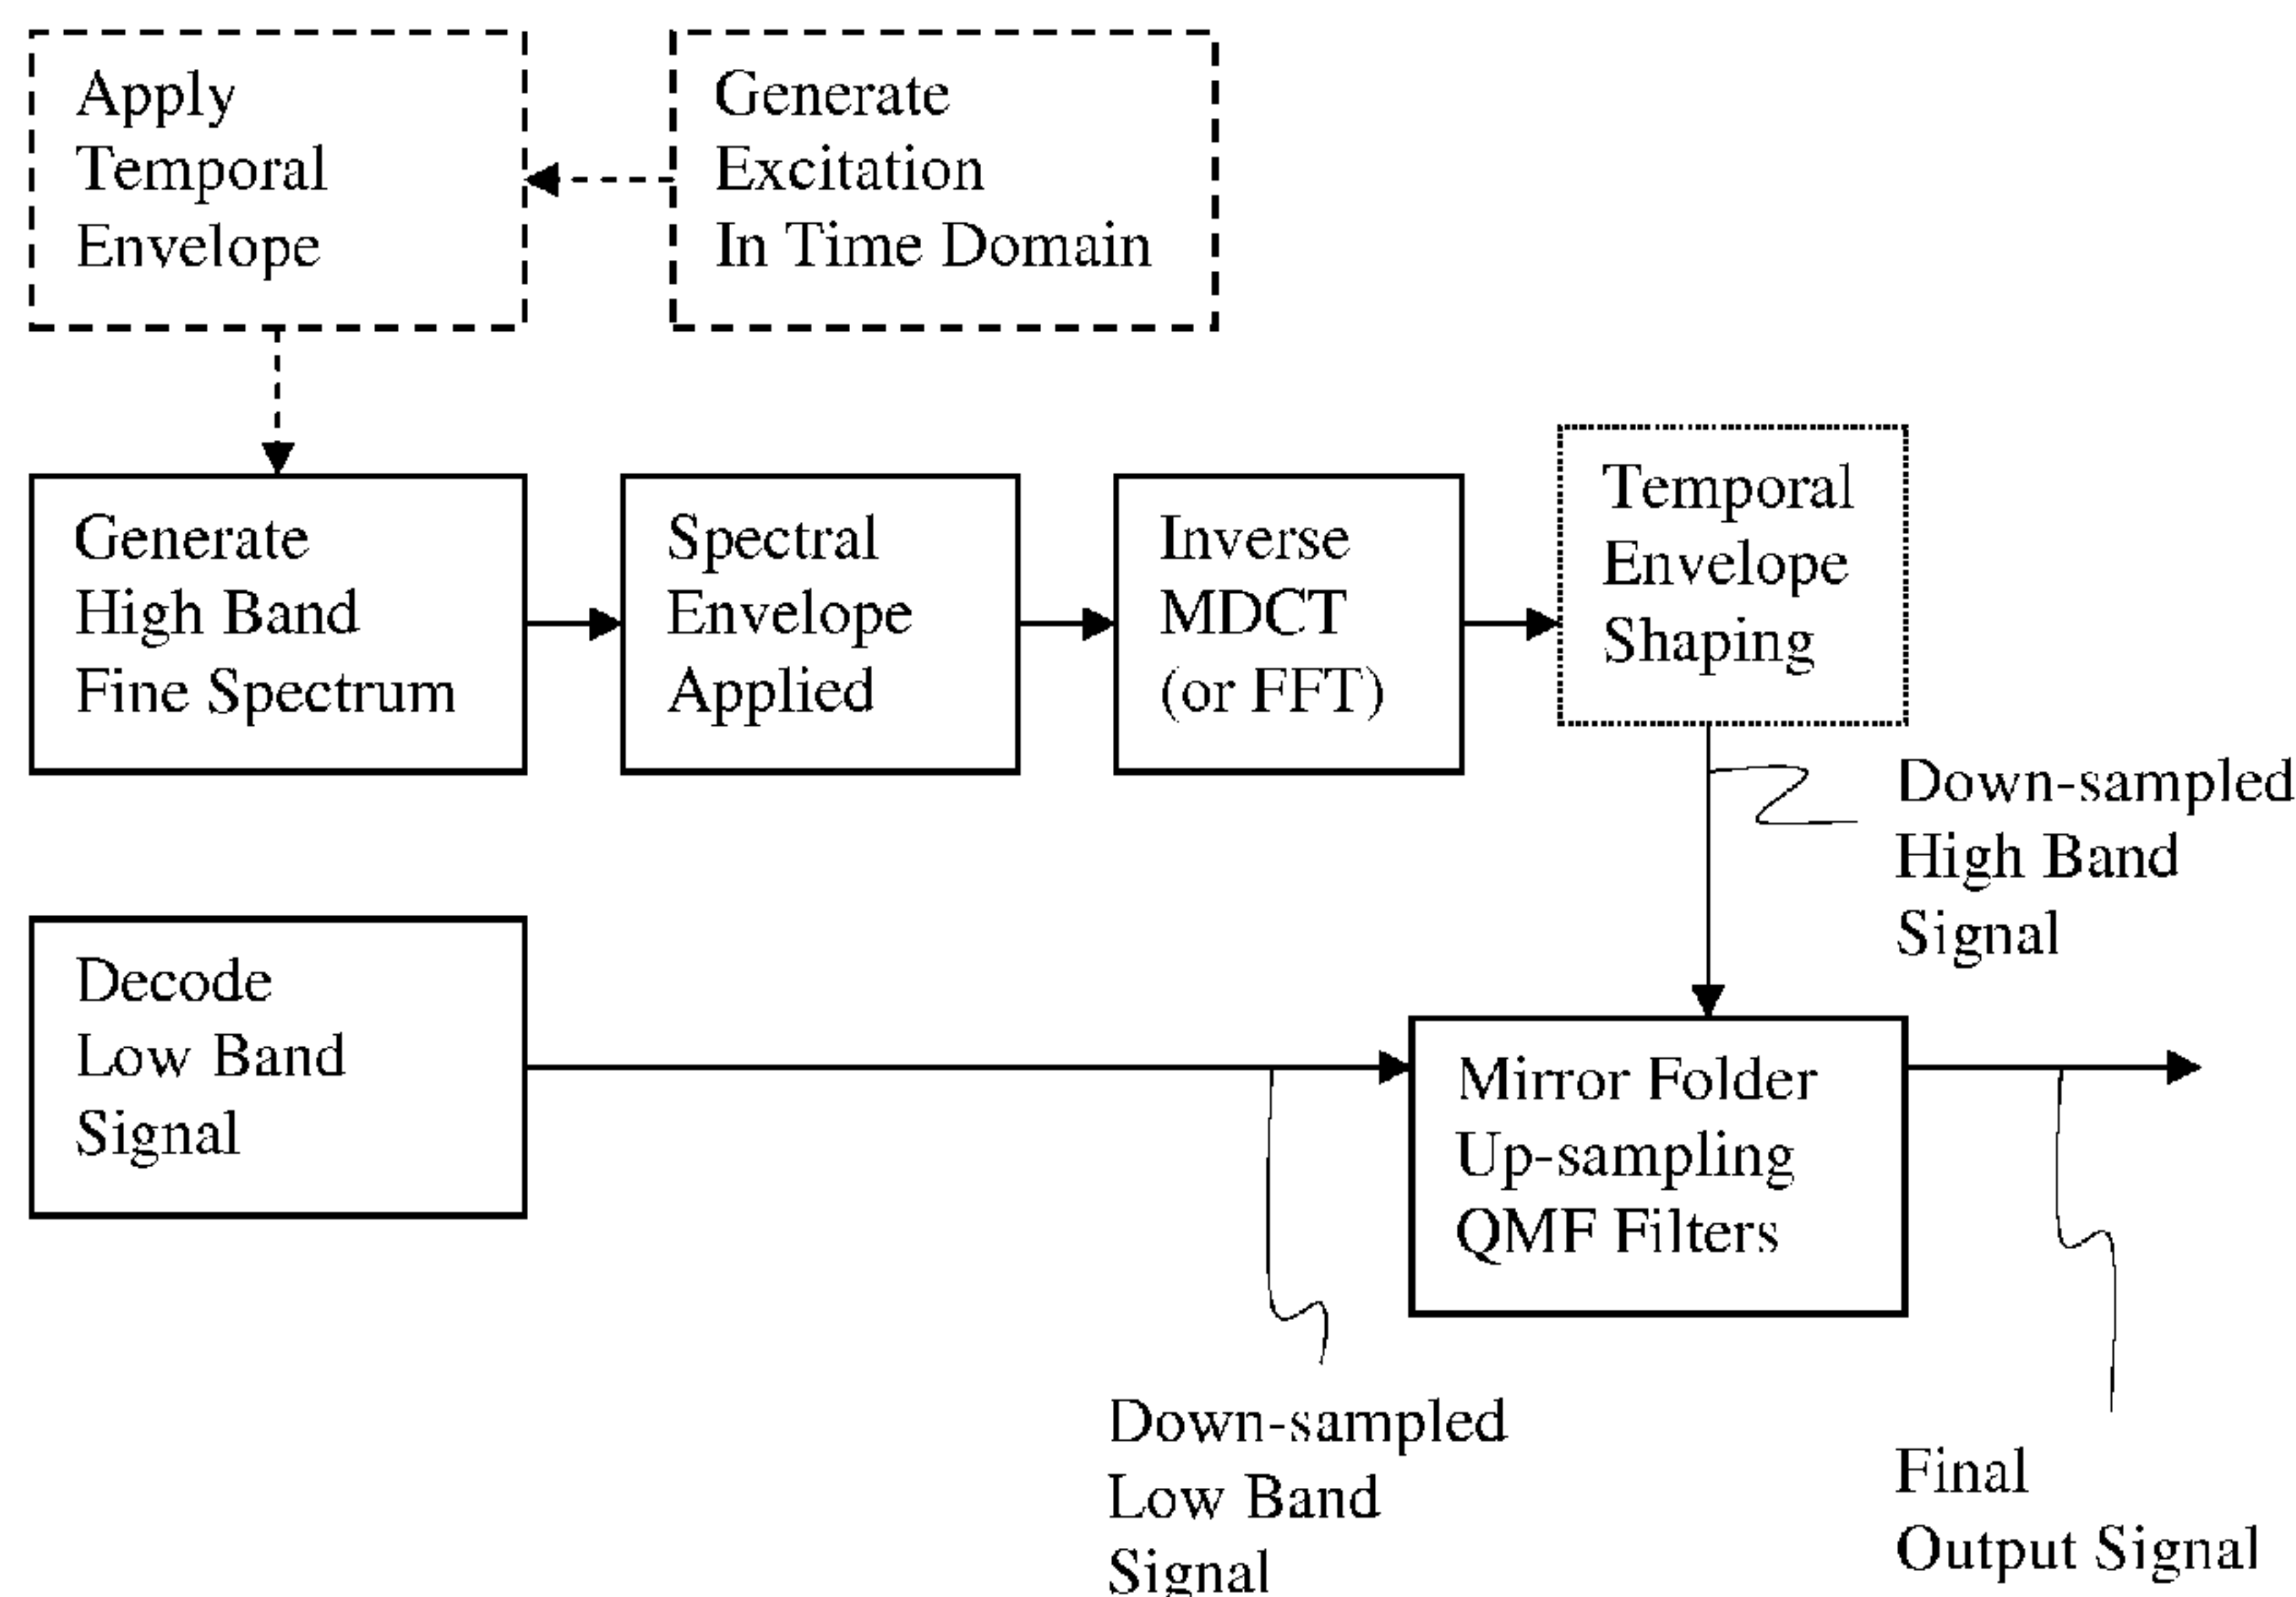 Apply
Temporal
Envelope
Generate
Excitation
In Time Domain
Generate
High Band
Fine Spectrum
Spectral
Envelope
Applied
Inverse
MDCT
(or FFT)
Temporal
Envelope
Shaping
Down-sampled
High Band
Signal
Decode
Low Band
Signal
Mirror Folder
Up-sampling
QMF Filters
Down-sampled
Low Band
Signal
Final
Output Signal